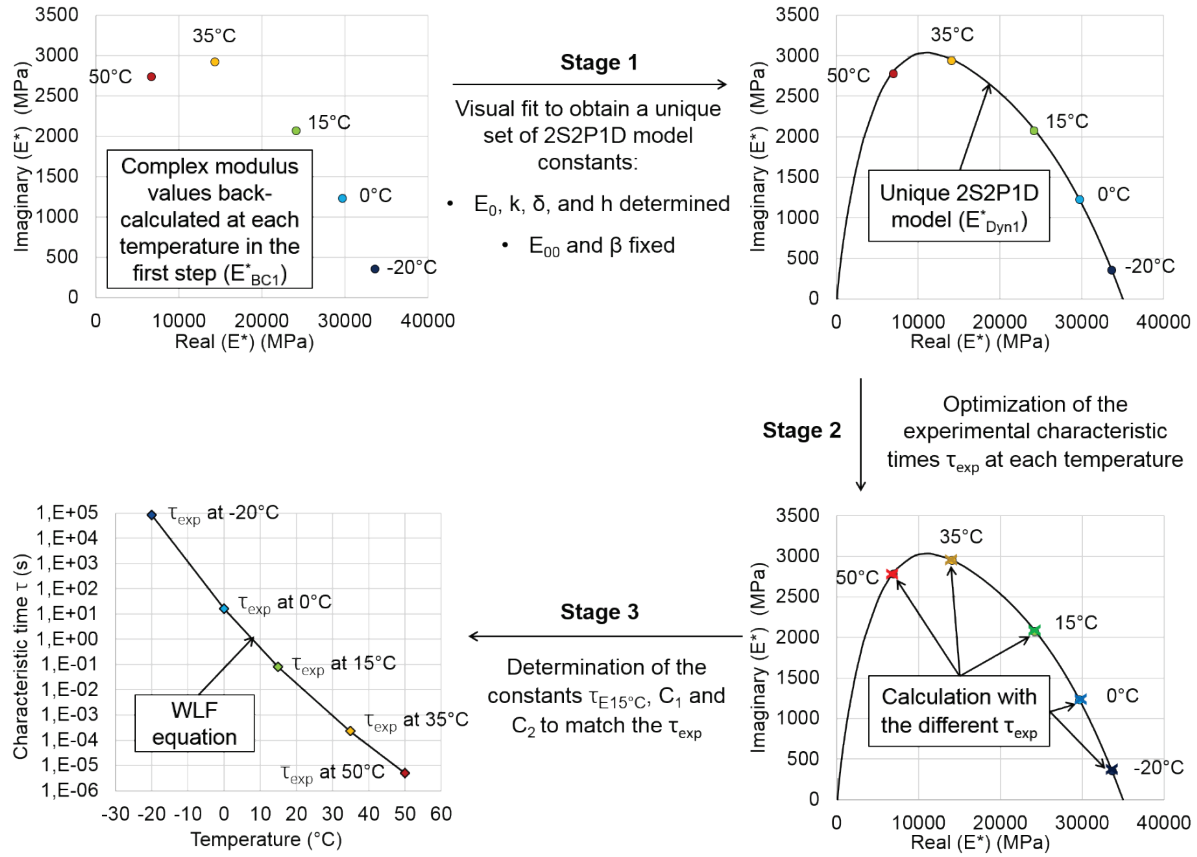 3500
3000
2500
2000
1500
1000
500
0
Imaginary (E*) (MPa)
35°C
50°C
15°C
0°C
-20°C
Complex modulus
values back-
calculated at each
temperature in the
first step (E*BC1)
0 10000 20000 30000 40000
Real (E*) (MPa)
Stage 1
Visual fit to obtain a unique
set of 2S2P1D model
constants:
• E0, k, δ, and h determined
• E00 and β fixed
3500
3000
2500
2000
1500
1000
500
0
Imaginary (E*) (MPa)
35°C
50°C
15°C
0°C
-20°C
Unique 2S2P1D
model (E*Dyn1)
0 10000 20000 30000 40000
Real (E*) (MPa)
Stage 2
Optimization of the
experimental characteristic
times τexp at each temperature
3500
3000
2500
2000
1500
1000
500
0
Imaginary (E*) (MPa)
35°C
50°C
15°C
0°C
-20°C
Calculation with
the different τexp
0 10000 20000 30000 40000
Real (E*) (MPa)
Stage 3
Determination of the
constants τE15°C, C1 and
C2 to match the τexp
1,E+05
1,E+04
1,E+03
1,E+02
1,E+01
1,E+00
1,E-01
1,E-02
1,E-03
1,E-04
1,E-05
1,E-06
Characteristic time τ (s)
τexp at -20°C
τexp at 0°C
τexp at 15°C
τexp at 35°C
τexp at 50°C
WLF
equation
-30 -20 -10 0 10 20 30 40 50 60
Temperature (°C)